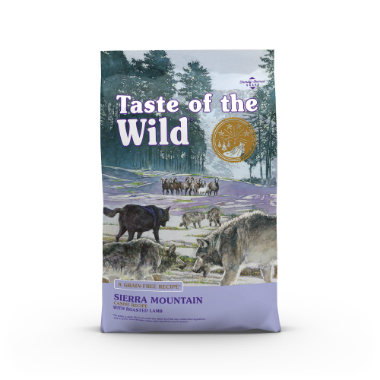 Taste of the
Wild
A GRAIN-FREE RECIPE
SIERRA MOUNTAIN
CANINE RECIPE
WITH ROASTED LAMB